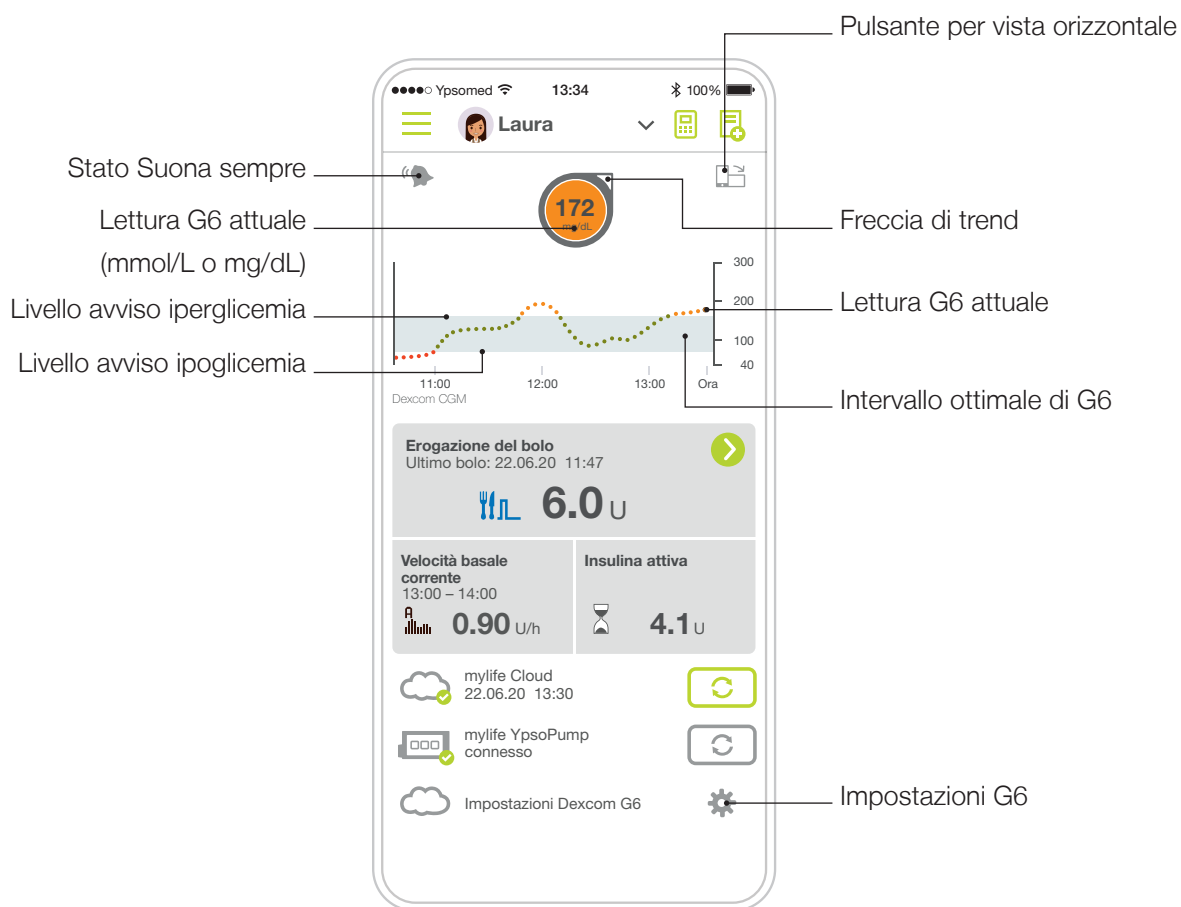 Pulsante per vista orizzontale
Ypsomed 13:34 100%
Laura
Stato Suona sempre
Lettura G6 attuale
(mmol/L o mg/dL)
172
mg/dL
Freccia di trend
Livello avviso iperglicemia
Livello avviso ipoglicemia
300
200
100
40
Lettura G6 attuale
Intervallo ottimale di G6
11:00 12:00 13:00 Ora
Dexcom CGM
Erogazione del bolo
Ultimo bolo: 22.06.20 11:47
6.0 U
Velocità basale
corrente
13:00 – 14:00
A
0.90 U/h
Insulina attiva
4.1 U
mylife Cloud
22.06.20 13:30
mylife YpsoPump
connesso
Impostazioni Dexcom G6
Impostazioni G6